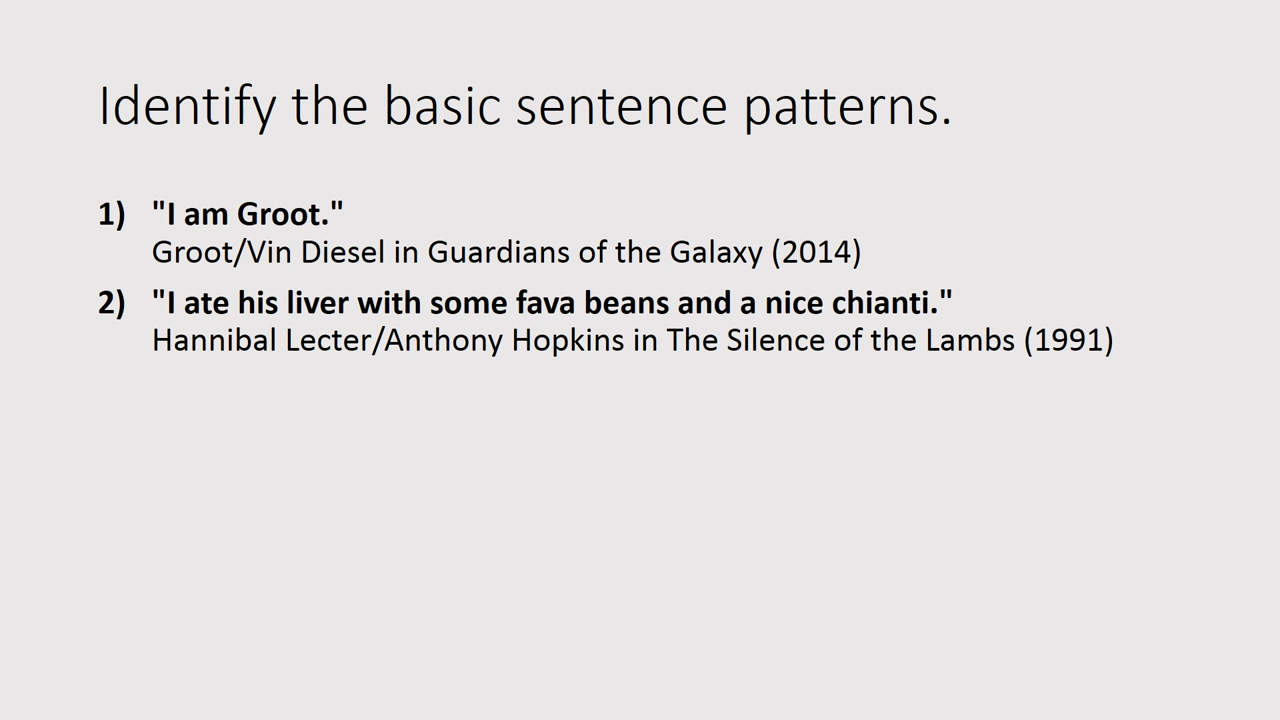 Identify the basic sentence patterns.
1) "I am Groot."
Groot/Vin Diesel in Guardians of the Galaxy (2014)
2) "I ate his liver with some fava beans and a nice chianti."
Hannibal Lecter/Anthony Hopkins in The Silence of the Lambs (1991)